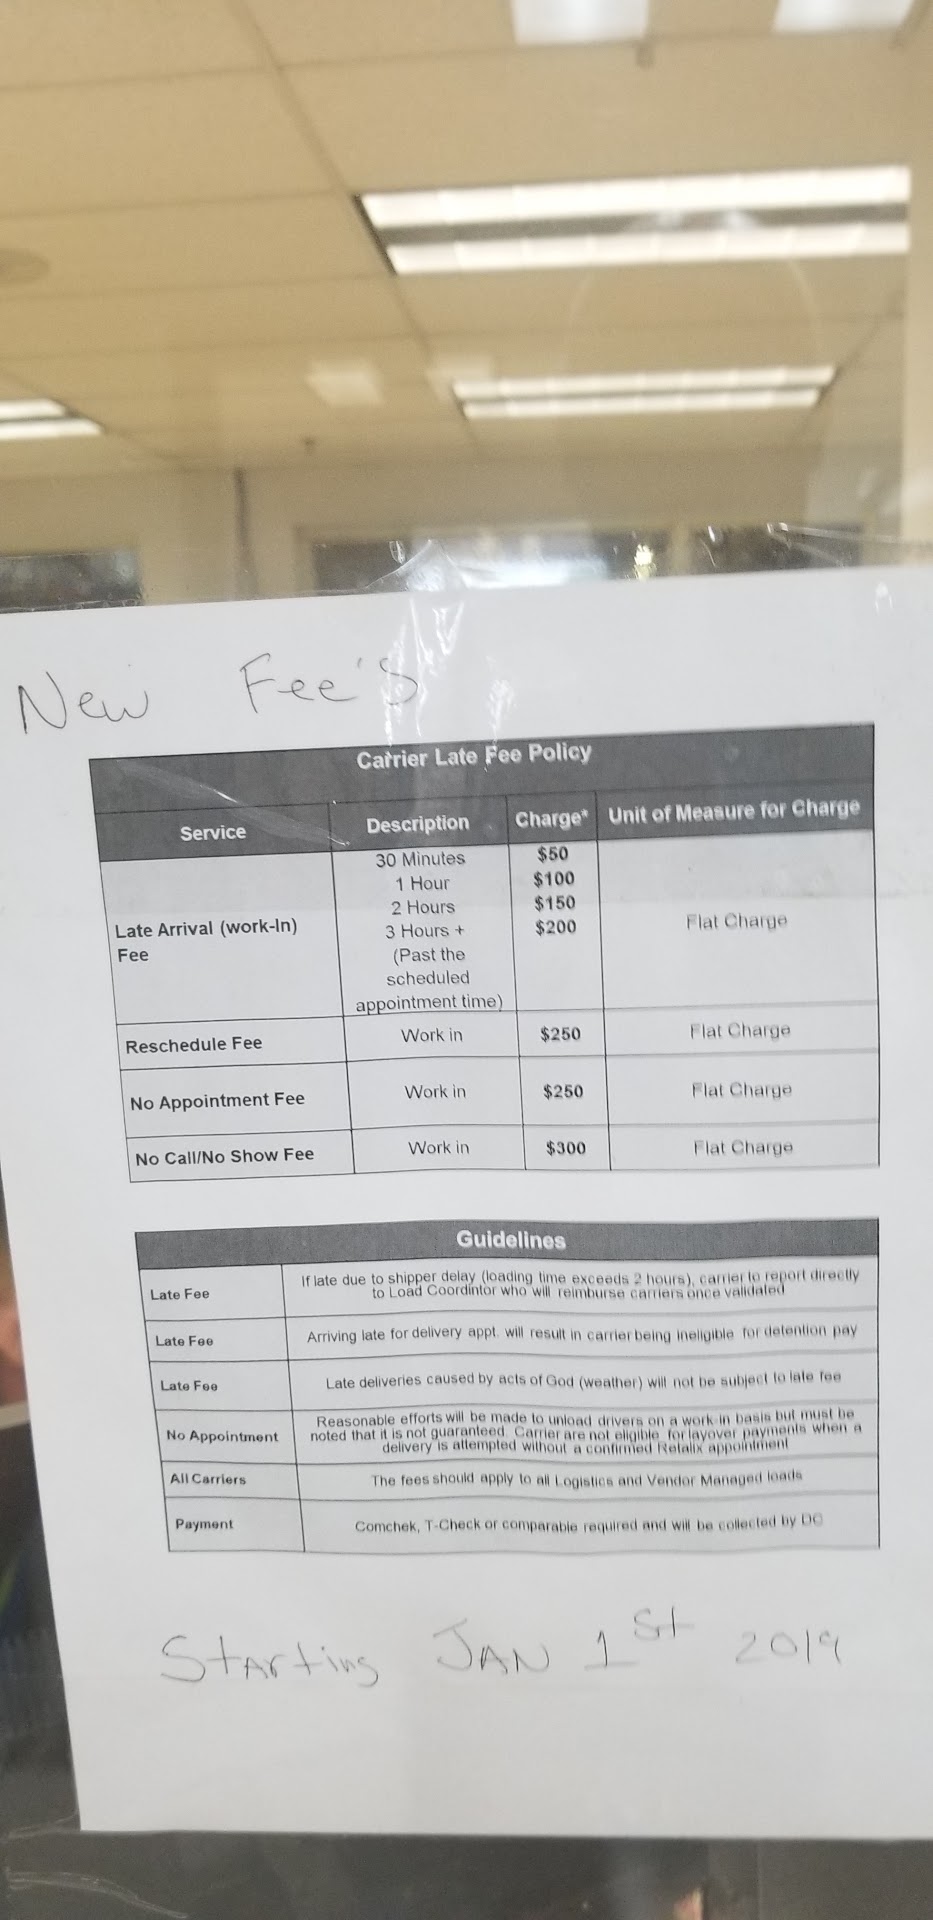 New Fee's
Carrier Late Fee Policy
Service Description Charge* Unit of Measure for Charge
Late Arrival (work-In)
Fee
30 Minutes $50
1 Hour $100
2 Hours $150
3 Hours + $200
(Past the
scheduled
appointment time)
Flat Charge
Reschedule Fee Work in $250 Flat Charge
No Appointment Fee Work in $250 Flat Charge
No Call/No Show Fee Work in $300 Flat Charge
Guidelines
Late Fee
If late due to shipper delay (loading time exceeds 2 hours), carrier to report directly
to Load Coordintor who will reimburse carriers once validated
Late Fee Arriving late for delivery appt. will result in carrier being ineligible for detention pay
Late Fee Late deliveries caused by acts of God (weather) will not be subject to late fee
No Appointment
Reasonable efforts will be made to unload drivers on a work in basis but must be
noted that it is not guaranteed. Carrier are not eligible for layover payments when a
delivery is attempted without a confirmed Retalix appointment
All Carriers The fees should apply to all Logistics and Vendor Managed loads
Payment Comchek, T-Check or comparable required and will be collected by DC
Starting JAN 1st 2019